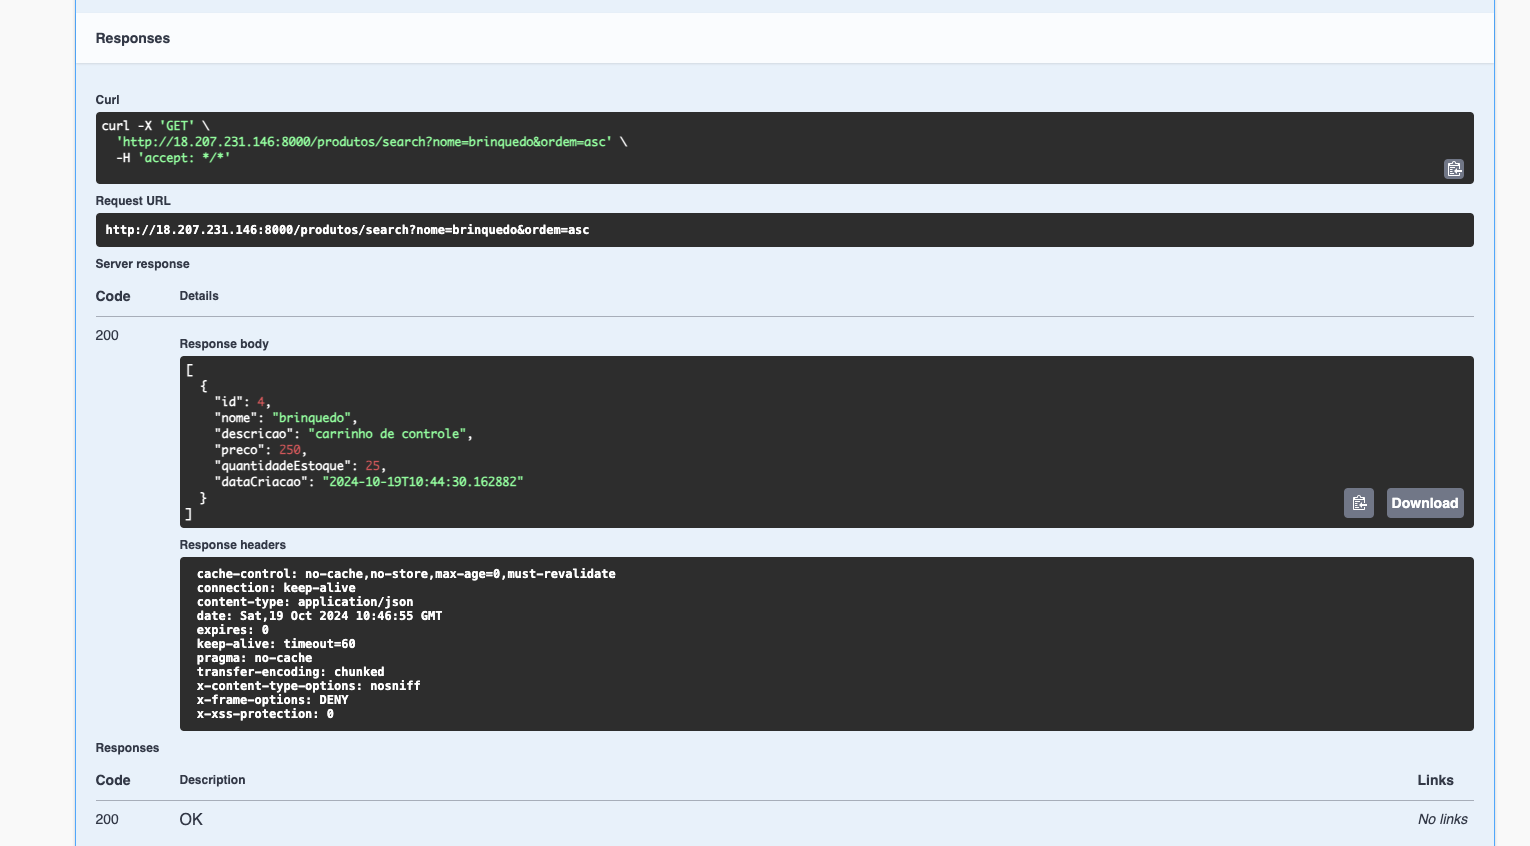 Responses
Curl
curl -X 'GET' \
'http://18.207.231.146:8000/produtos/search?nome=brinquedo&ordem=asc' \
-H 'accept: */*'
Request URL
http://18.207.231.146:8000/produtos/search?nome=brinquedo&ordem=asc
Server response
Code Details
200
Response body
[
{
"id": 4,
"nome": "brinquedo",
"descricao": "carrinho de controle",
"preco": 250,
"quantidadeEstoque": 25,
"dataCriacao": "2024-10-19T10:44:30.162882"
}
]
Download
Response headers
cache-control: no-cache,no-store,max-age=0,must-revalidate
connection: keep-alive
content-type: application/json
date: Sat,19 Oct 2024 10:46:55 GMT
expires: 0
keep-alive: timeout=60
pragma: no-cache
transfer-encoding: chunked
x-content-type-options: nosniff
x-frame-options: DENY
x-xss-protection: 0
Responses
Code Description Links
200 OK No links